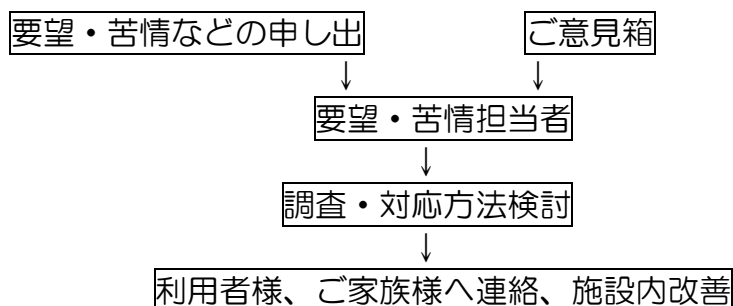 要望・苦情などの申し出 ご意見箱
↓ ↓
要望・苦情担当者
↓
調査・対応方法検討
↓
利用者様、ご家族様へ連絡、施設内改善